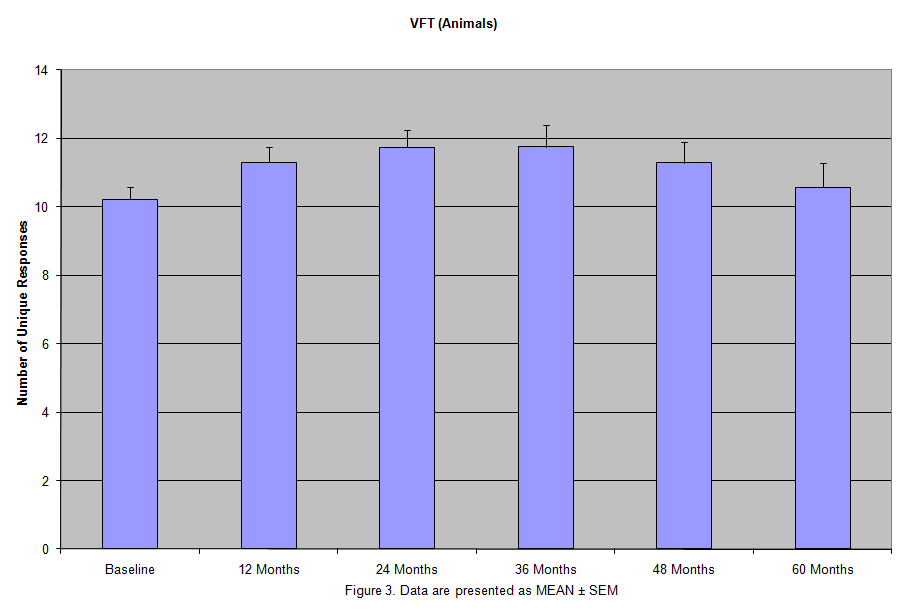 VFT (Animals)
14
12
10
8
6
4
2
0
Number of Unique Responses
Baseline
12 Months
24 Months
36 Months
48 Months
60 Months
Figure 3. Data are presented as MEAN ± SEM